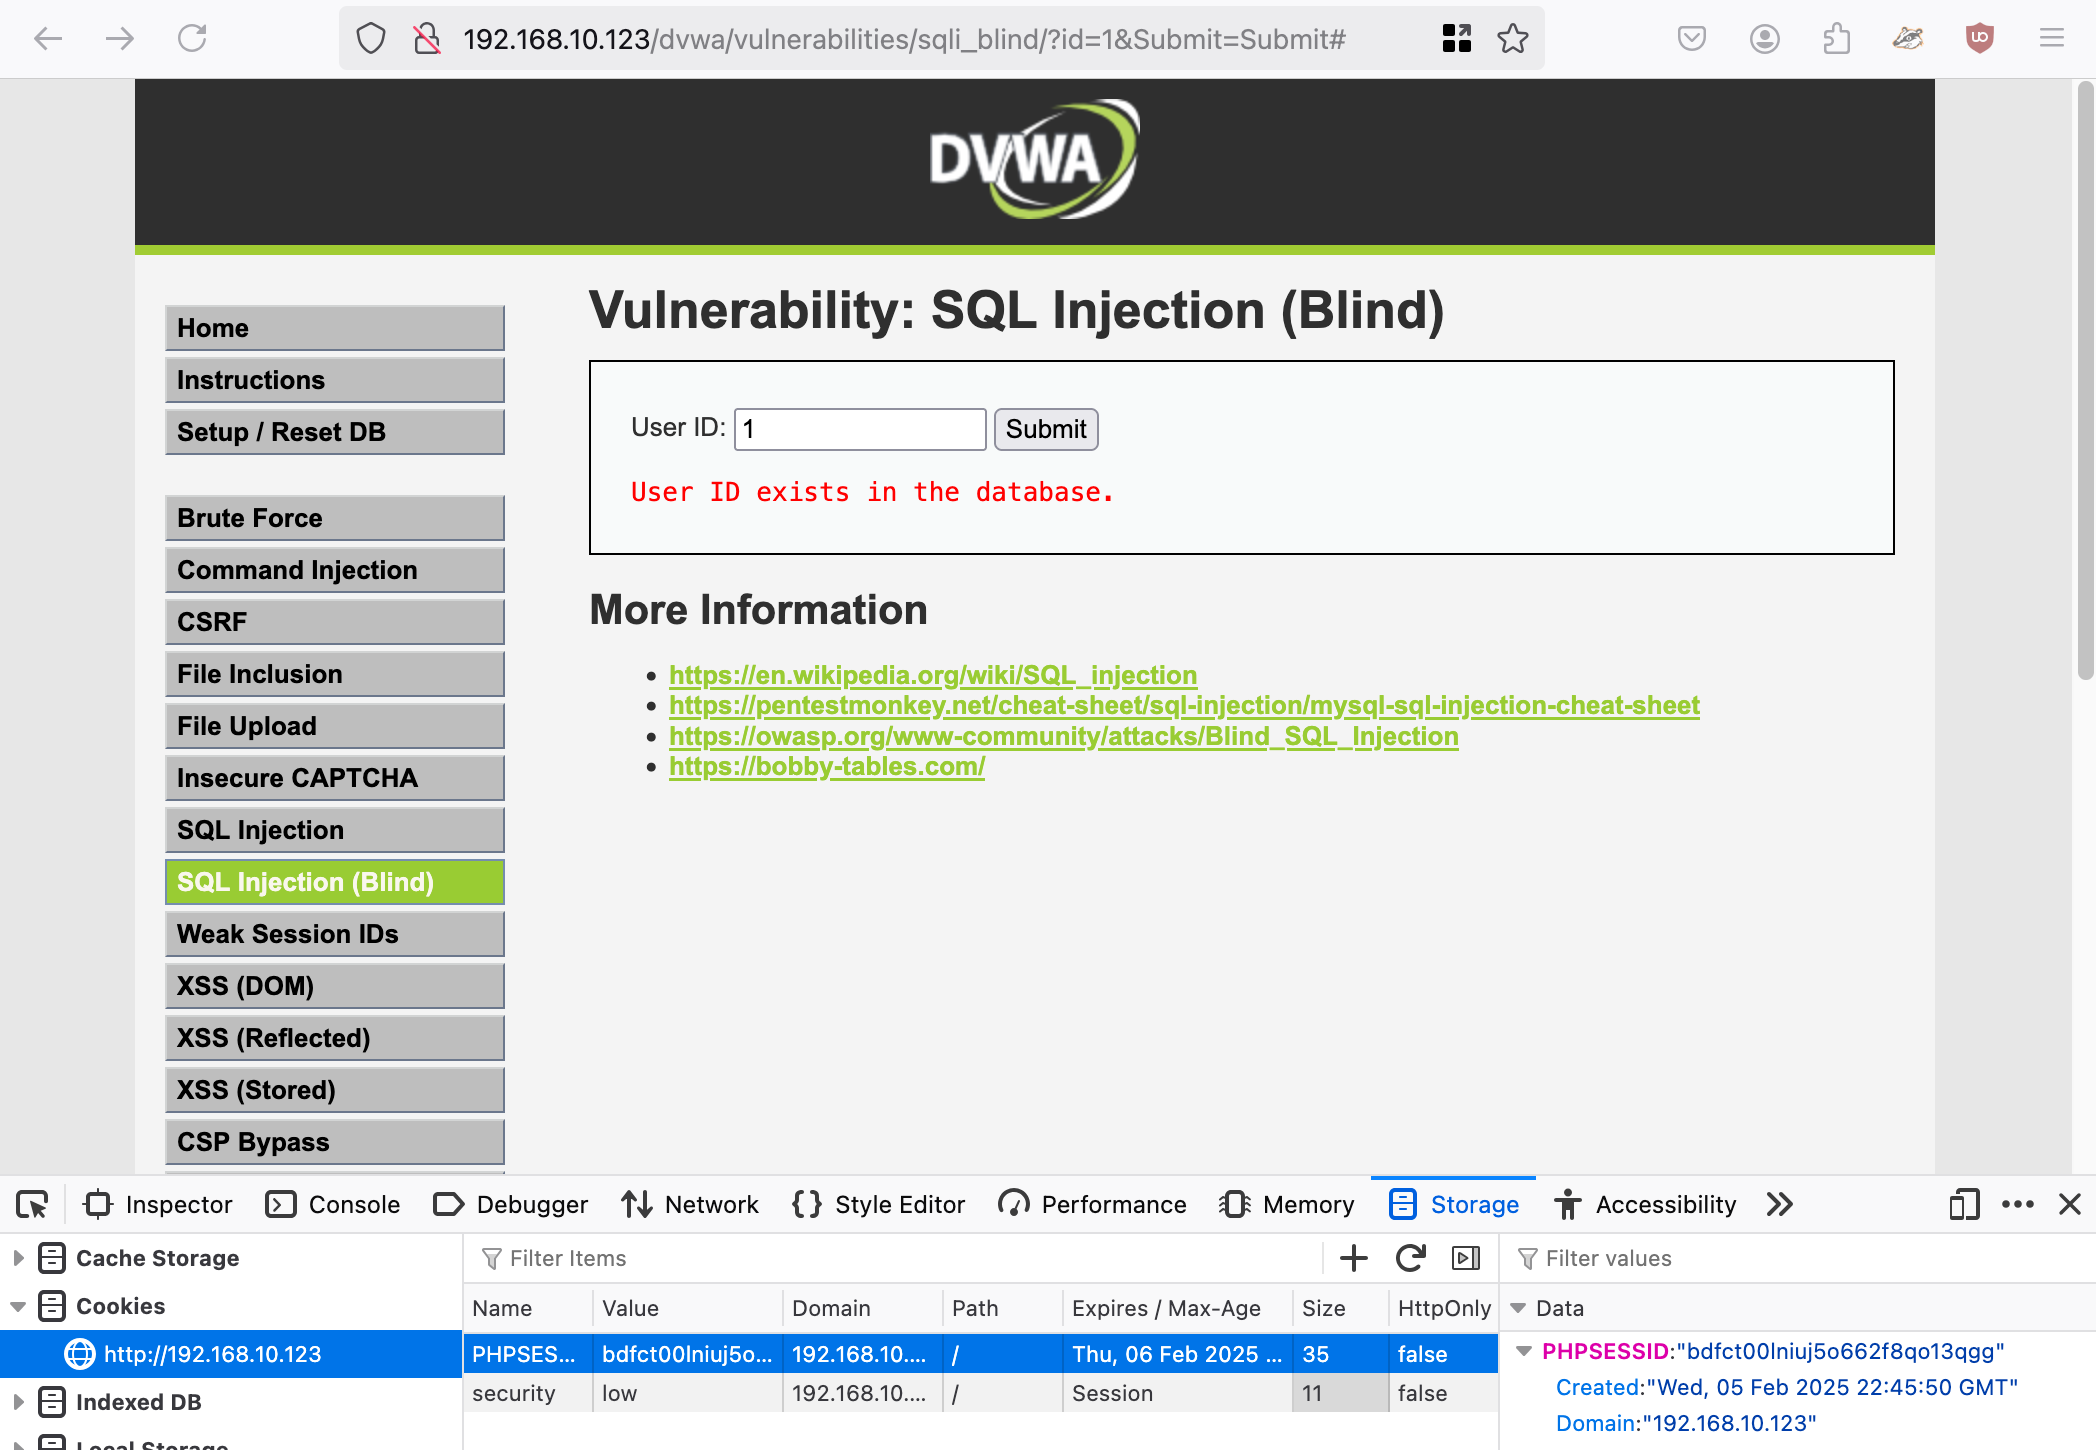 192.168.10.123/dvwa/vulnerabilities/sqli_blind/?id=1&Submit=Submit#
DVWA
Home
Instructions
Setup / Reset DB
Brute Force
Command Injection
CSRF
File Inclusion
File Upload
Insecure CAPTCHA
SQL Injection
SQL Injection (Blind)
Weak Session IDs
XSS (DOM)
XSS (Reflected)
XSS (Stored)
CSP Bypass
Vulnerability: SQL Injection (Blind)
User ID: 1 Submit
User ID exists in the database.
More Information
https://en.wikipedia.org/wiki/SQL_injection
https://pentestmonkey.net/cheat-sheet/sql-injection/mysql-sql-injection-cheat-sheet
https://owasp.org/www-community/attacks/Blind_SQL_Injection
https://bobby-tables.com/
Inspector Console Debugger Network Style Editor Performance Memory Storage Accessibility
Cache Storage
Cookies
http://192.168.10.123
Indexed DB
Local Storage
Filter Items
Name Value Domain Path Expires / Max-Age Size HttpOnly
PHPSES... bdfct00lniuj5o... 192.168.10.... / Thu, 06 Feb 2025 ... 35 false
security low 192.168.10.... / Session 11 false
Filter values
Data
PHPSESSID:"bdfct00lniuj5o662f8qo13qgg"
Created:"Wed, 05 Feb 2025 22:45:50 GMT"
Domain:"192.168.10.123"